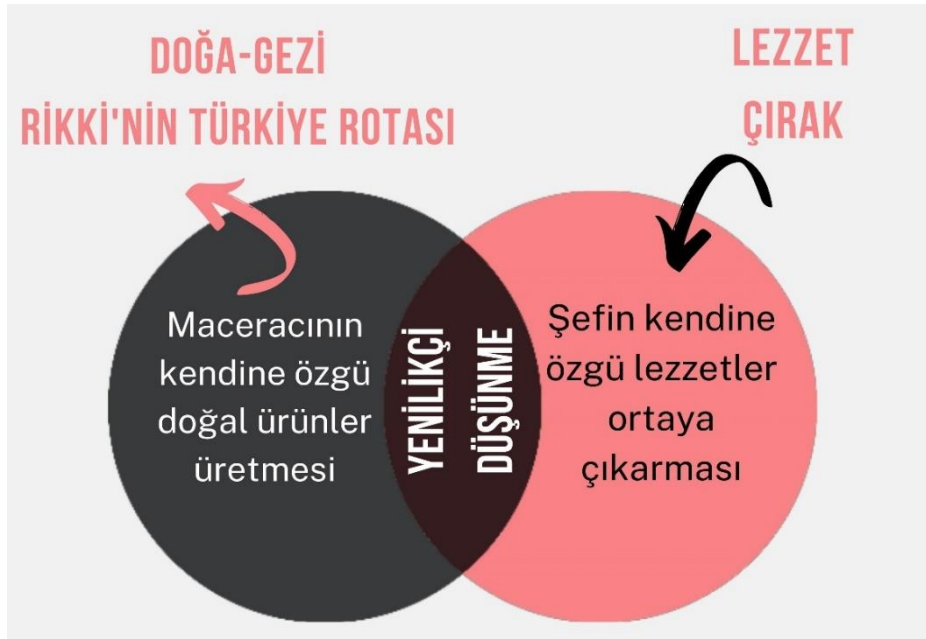 DOĞA-GEZİ
RİKKİ'NİN TÜRKİYE ROTASI
LEZZET
ÇIRAK
Maceracının
kendine özgü
doğal ürünler
üretmesi
YENİLİKÇİ
DÜŞÜNME
Şefin kendine
özgü lezzetler
ortaya
çıkarması